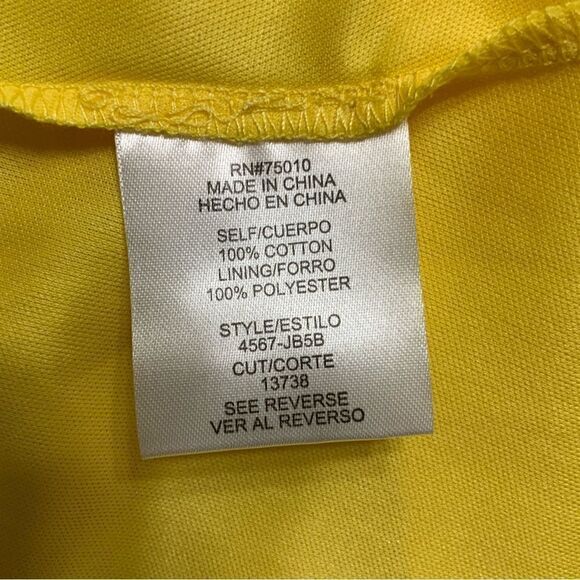 RN#75010
MADE IN CHINA
HECHO EN CHINA
SELF/CUERPO
100% COTTON
LINING/FORRO
100% POLYESTER
STYLE/ESTILO
4567-JB5B
CUT/CORTE
13738
SEE REVERSE
VER AL REVERSO